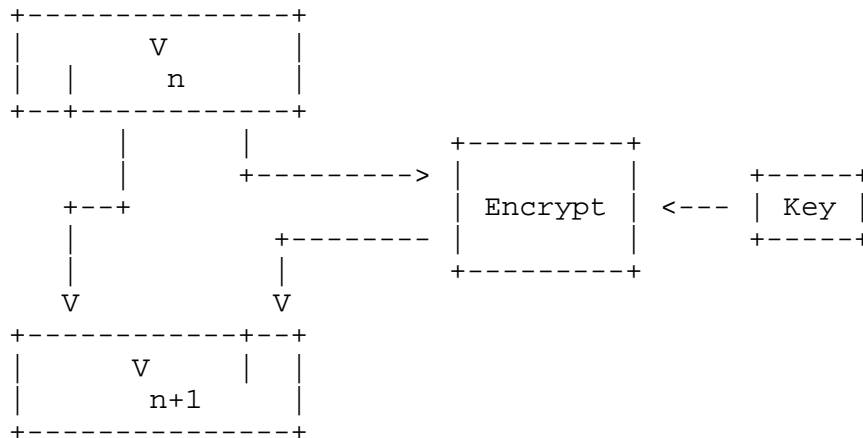 V
n
Encrypt <--- Key
V V
V
n+1